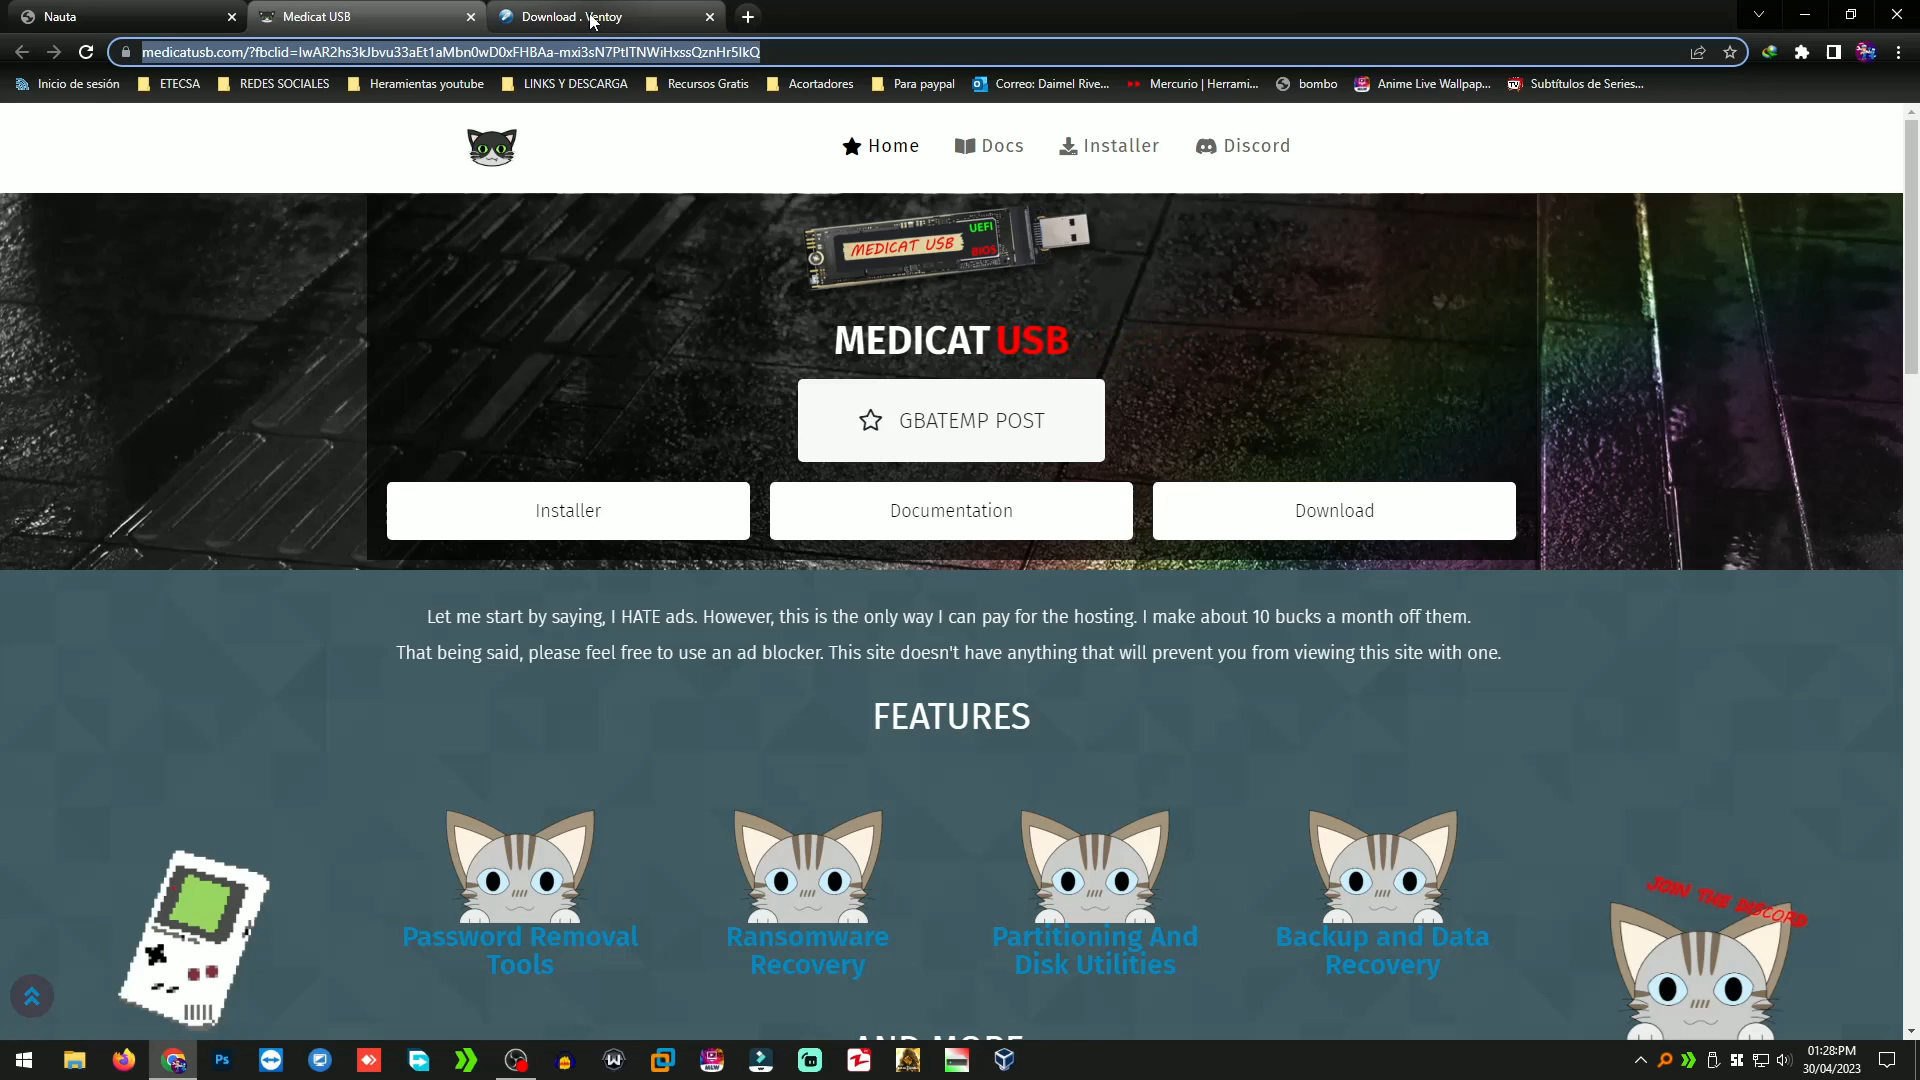 Nauta
Medicat USB
Download . Ventoy
medicatusb.com/?fbclid=IwAR2hs3kJbvu33aEt1aMbn0wD0xFHBAa-mxi3sN7PtlTNWiHxssQznHr5IkQ
Inicio de sesión
ETECSA
REDES SOCIALES
Heramientas youtube
LINKS Y DESCARGA
Recursos Gratis
Acortadores
Para paypal
Correo: Daimel Rive...
Mercurio | Herrami...
bombo
Anime Live Wallpap...
Subtítulos de Series...
Home
Docs
Installer
Discord
MEDICAT USB
UEFI
BIOS
MEDICAT USB
GBATEMP POST
Installer
Documentation
Download
Let me start by saying, I HATE ads. However, this is the only way I can pay for the hosting. I make about 10 bucks a month off them.
That being said, please feel free to use an ad blocker. This site doesn't have anything that will prevent you from viewing this site with one.
FEATURES
Password Removal
Tools
Ransomware
Recovery
Partitioning And
Disk Utilities
Backup and Data
Recovery
JOIN THE DISCORD
AND MORE
Ps
01:28:PM
30/04/2023